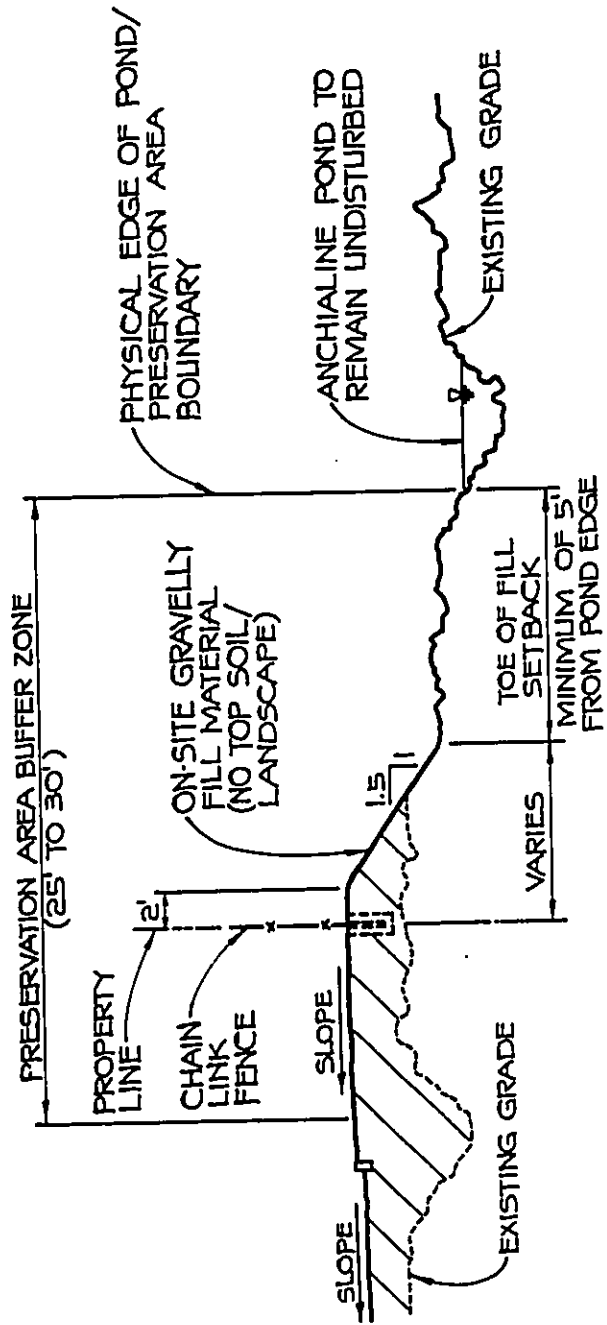 PRESERVATION AREA BUFFER ZONE
(25' TO 30')
PHYSICAL EDGE OF POND/
PRESERVATION AREA
BOUNDARY
PROPERTY
LINE
2'
CHAIN
LINK
FENCE
ON-SITE GRAVELLY
FILL MATERIAL
(NO TOP SOIL/
LANDSCAPE)
ANCHIALINE POND TO
REMAIN UNDISTURBED
SLOPE
SLOPE
1.5
1
EXISTING GRADE
VARIES
TOE OF FILL
SETBACK
MINIMUM OF 5'
FROM POND EDGE
EXISTING GRADE